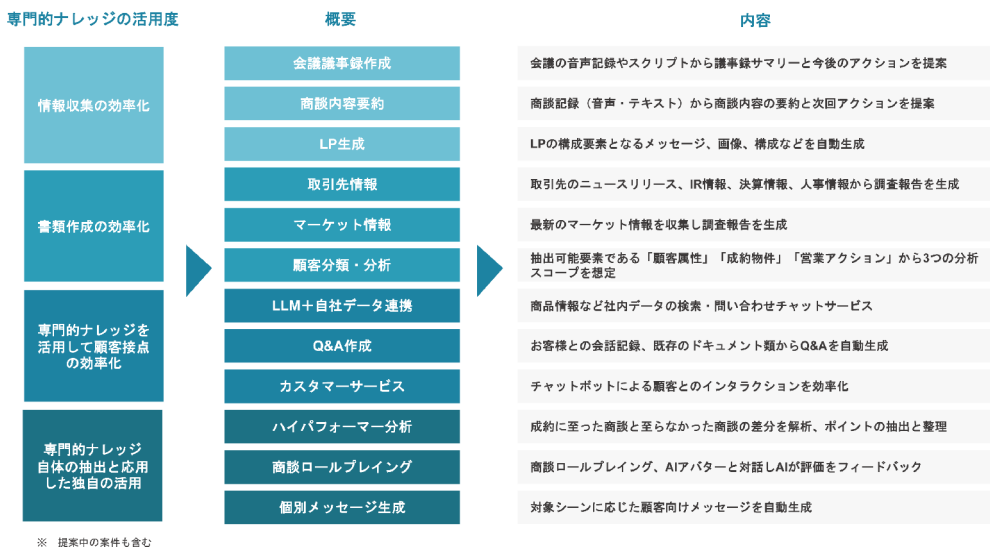 専門的ナレッジの活用度
概要
内容
情報収集の効率化
会議議事録作成
会議の音声記録やスクリプトから議事録サマリーと今後のアクションを提案
商談内容要約
商談記録（音声・テキスト）から商談内容の要約と次回アクションを提案
LP生成
LPの構成要素となるメッセージ、画像、構成などを自動生成
書類作成の効率化
取引先情報
取引先のニュースリリース、IR情報、決算情報、人事情報から調査報告を生成
マーケット情報
最新のマーケット情報を収集し調査報告を生成
顧客分類・分析
抽出可能要素である「顧客属性」「成約物件」「営業アクション」から3つの分析
スコープを想定
専門的ナレッジを
活用して顧客接点
の効率化
LLM＋自社データ連携
商品情報など社内データの検索・問い合わせチャットサービス
Q&A作成
お客様との会話記録、既存のドキュメント類からQ&Aを自動生成
カスタマーサービス
チャットボットによる顧客とのインタラクションを効率化
専門的ナレッジ
自体の抽出と応用
した独自の活用
ハイパフォーマー分析
成約に至った商談と至らなかった商談の差分を解析、ポイントの抽出と整理
商談ロールプレイング
商談ロールプレイング、AIアバターと対話しAIが評価をフィードバック
個別メッセージ生成
対象シーンに応じた顧客向けメッセージを自動生成
※　提案中の案件も含む